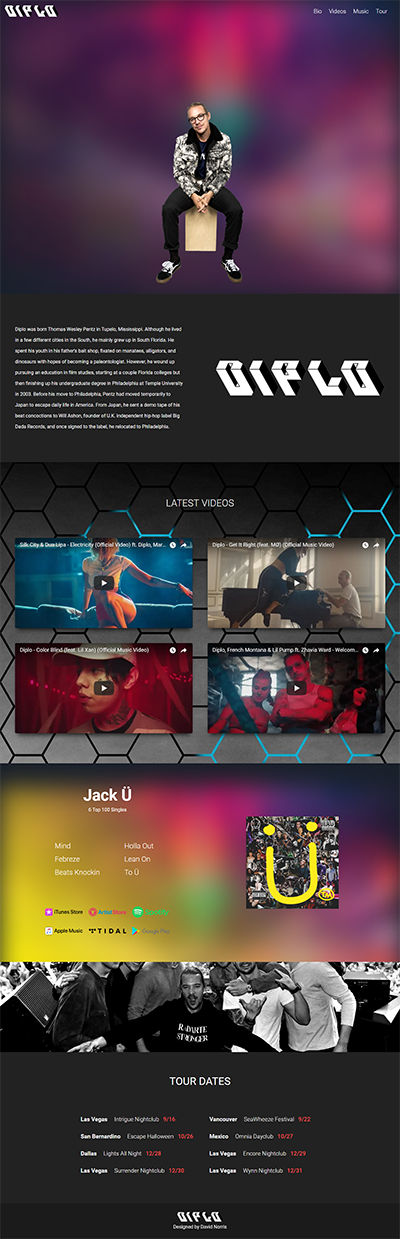 DIPLO
Bio Videos Music Tour
Diplo was born Thomas Wesley Pentz in Tupelo, Mississippi. Although he lived
in a few different cities in the South, he mainly grew up in South Florida. He
spent his youth in his father's bait shop, fixated on manatees, alligators, and
dinosaurs with hopes of becoming a paleontologist. However, he wound up
pursuing an education in film studies, starting at a couple Florida colleges but
then finishing up his undergraduate degree in Philadelphia at Temple University
in 2003. Before his move to Philadelphia, Pentz had moved temporarily to
Japan to escape daily life in America. From Japan, he sent a demo tape of his
beat concoctions to Will Ashon, founder of U.K. independent hip-hop label Big
Dada Records, and once signed to the label, he relocated to Philadelphia.
DIPLO
LATEST VIDEOS
Silk City & Dua Lipa - Electricity (Official Video) ft. Diplo, Mar...
Diplo - Get It Right (feat. MØ) (Official Music Video)
Diplo - Color Blind (feat. Lil Xan) (Official Music Video)
Diplo, French Montana & Lil Pump ft. Zhavia Ward - Welcom...
Jack Ü
6 Top 100 Singles
Mind Holla Out
Febreze Lean On
Beats Knockin To Ü
iTunes Store Artist Store Spotify
Apple Music TIDAL Google Play
Ü
TOUR DATES
Las Vegas Intrigue Nightclub 9/16 Vancouver SeaWheeze Festival 9/22
San Bernardino Escape Halloween 10/26 Mexico Omnia Dayclub 10/27
Dallas Lights All Night 12/28 Las Vegas Encore Nightclub 12/29
Las Vegas Surrender Nightclub 12/30 Las Vegas Wynn Nightclub 12/31
DIPLO
Designed by David Norris